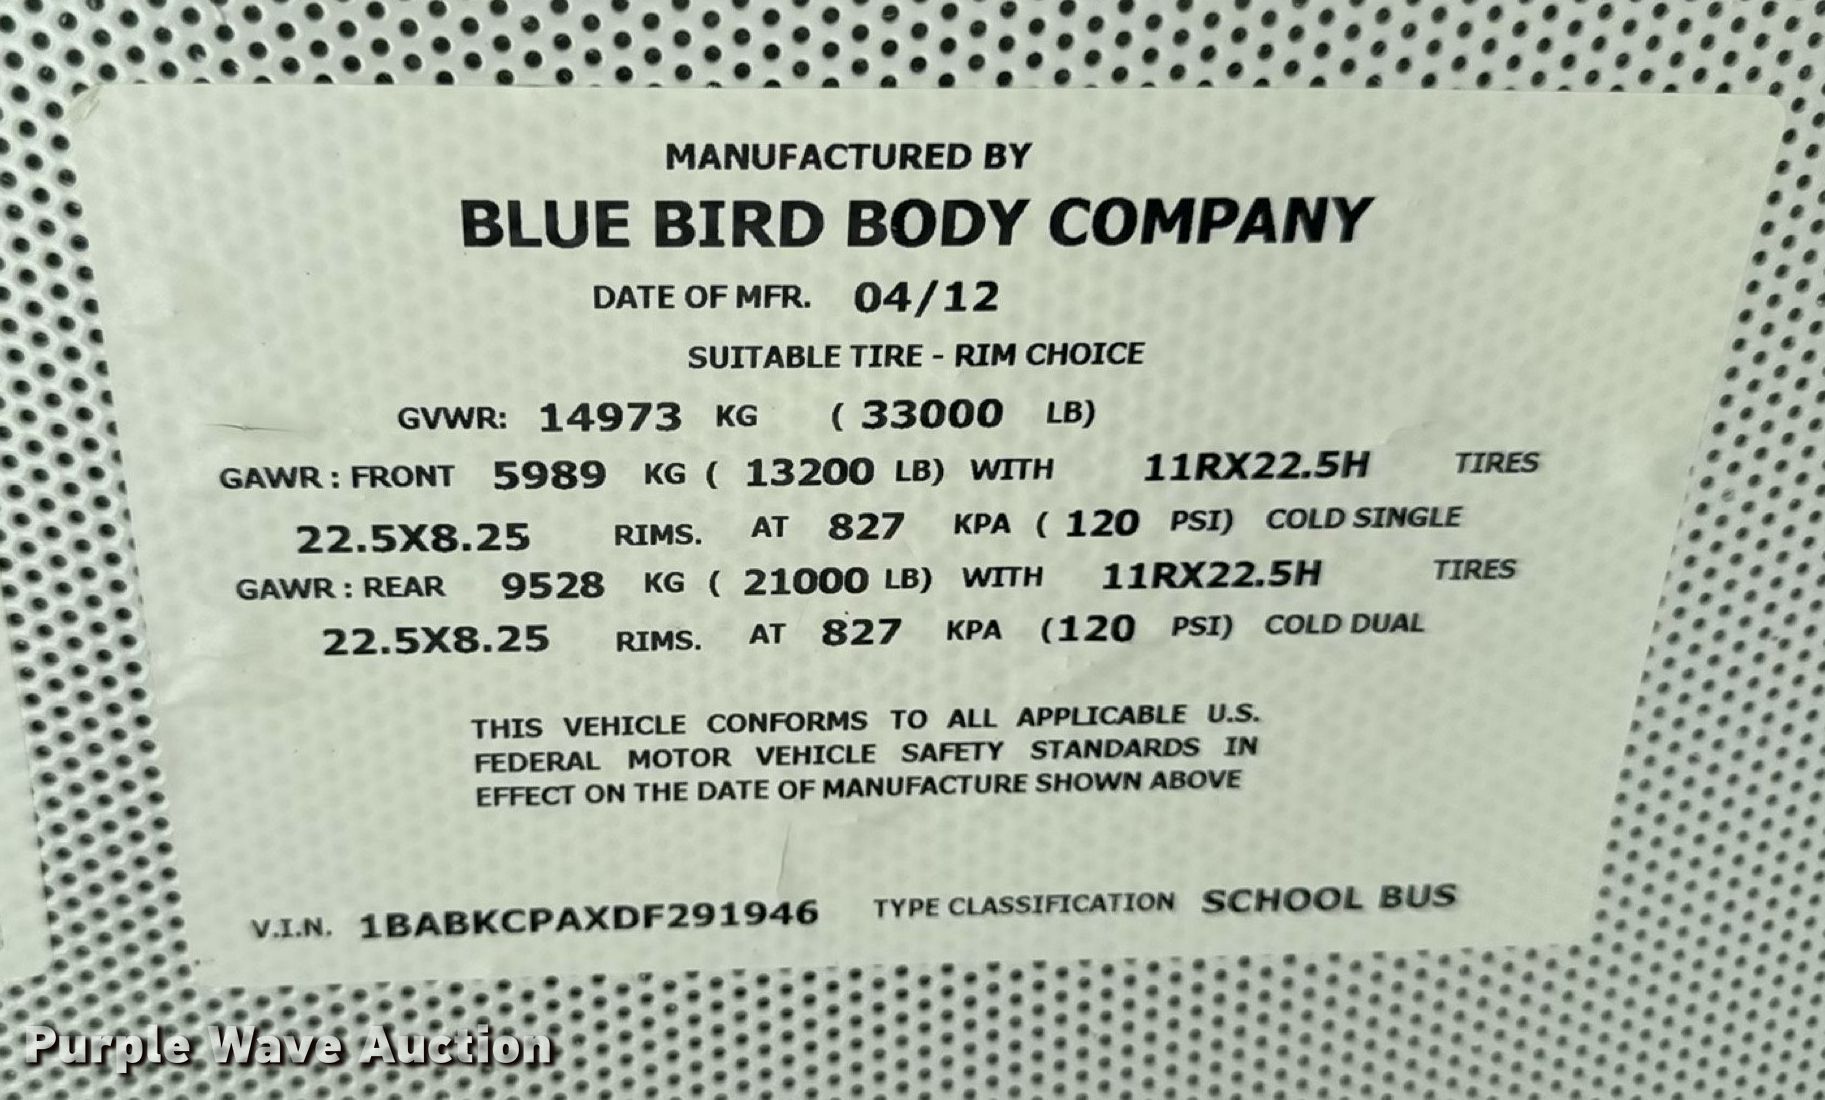 MANUFACTURED BY
BLUE BIRD BODY COMPANY
DATE OF MFR. 04/12
SUITABLE TIRE - RIM CHOICE
GVWR: 14973 KG ( 33000 LB)
GAWR : FRONT 5989 KG ( 13200 LB) WITH 11RX22.5H TIRES
22.5X8.25 RIMS. AT 827 KPA ( 120 PSI) COLD SINGLE
GAWR : REAR 9528 KG ( 21000 LB) WITH 11RX22.5H TIRES
22.5X8.25 RIMS. AT 827 KPA (120 PSI) COLD DUAL
THIS VEHICLE CONFORMS TO ALL APPLICABLE U.S.
FEDERAL MOTOR VEHICLE SAFETY STANDARDS IN
EFFECT ON THE DATE OF MANUFACTURE SHOWN ABOVE
V.I.N. 1BABKCPAXDF291946 TYPE CLASSIFICATION SCHOOL BUS
Purple Wave Auction